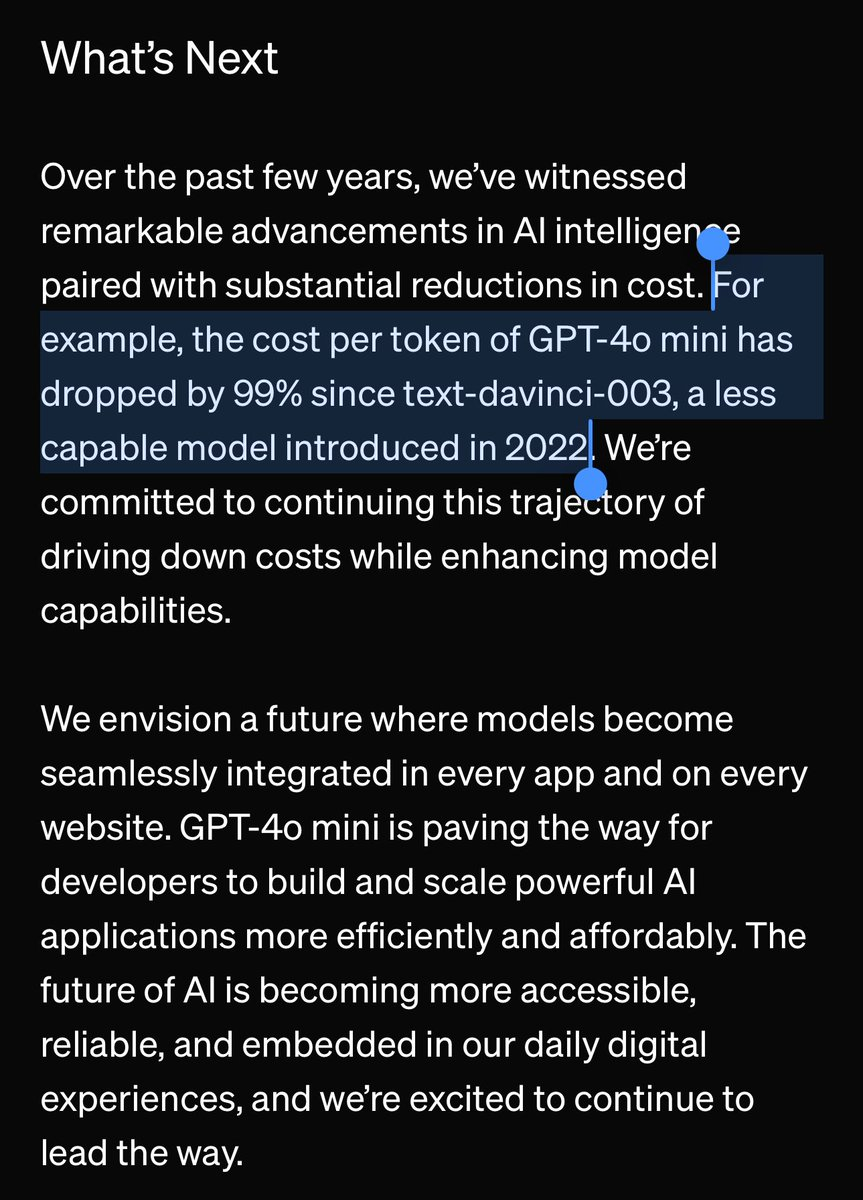 What’s Next
Over the past few years, we’ve witnessed
remarkable advancements in AI intelligence
paired with substantial reductions in cost. For
example, the cost per token of GPT-4o mini has
dropped by 99% since text-davinci-003, a less
capable model introduced in 2022. We’re
committed to continuing this trajectory of
driving down costs while enhancing model
capabilities.
We envision a future where models become
seamlessly integrated in every app and on every
website. GPT-4o mini is paving the way for
developers to build and scale powerful AI
applications more efficiently and affordably. The
future of AI is becoming more accessible,
reliable, and embedded in our daily digital
experiences, and we’re excited to continue to
lead the way.